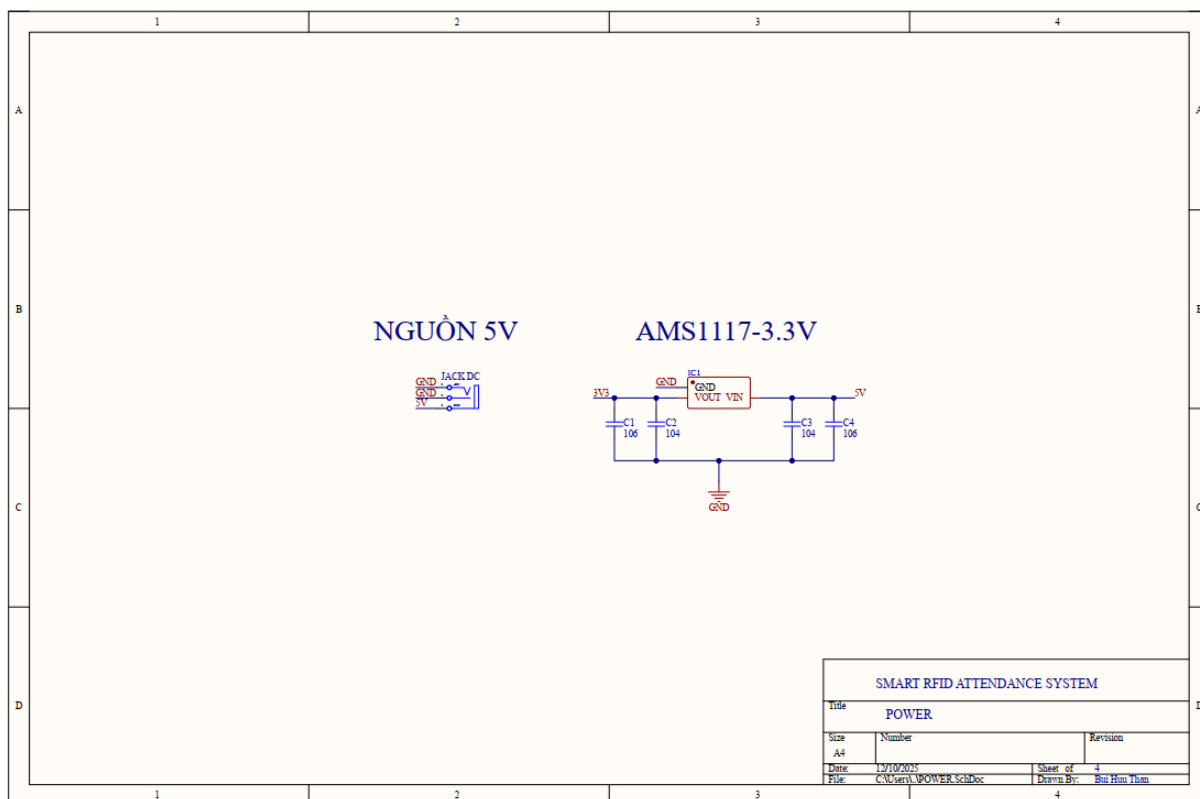 1 2 3 4
A A
B B
C C
D D
NGUỒN 5V
AMS1117-3.3V
JACK DC
GND
GND
5V
IC1
GND
GND
3V3
VOUT VIN
5V
C1
106
C2
104
C3
104
C4
106
GND
SMART RFID ATTENDANCE SYSTEM
Title
POWER
Size
A4
Number
Revision
Date: 12/10/2025
Sheet of 4
File: C:\Users\..\POWER.SchDoc
Drawn By: Bui Huu Than
1 2 3 4